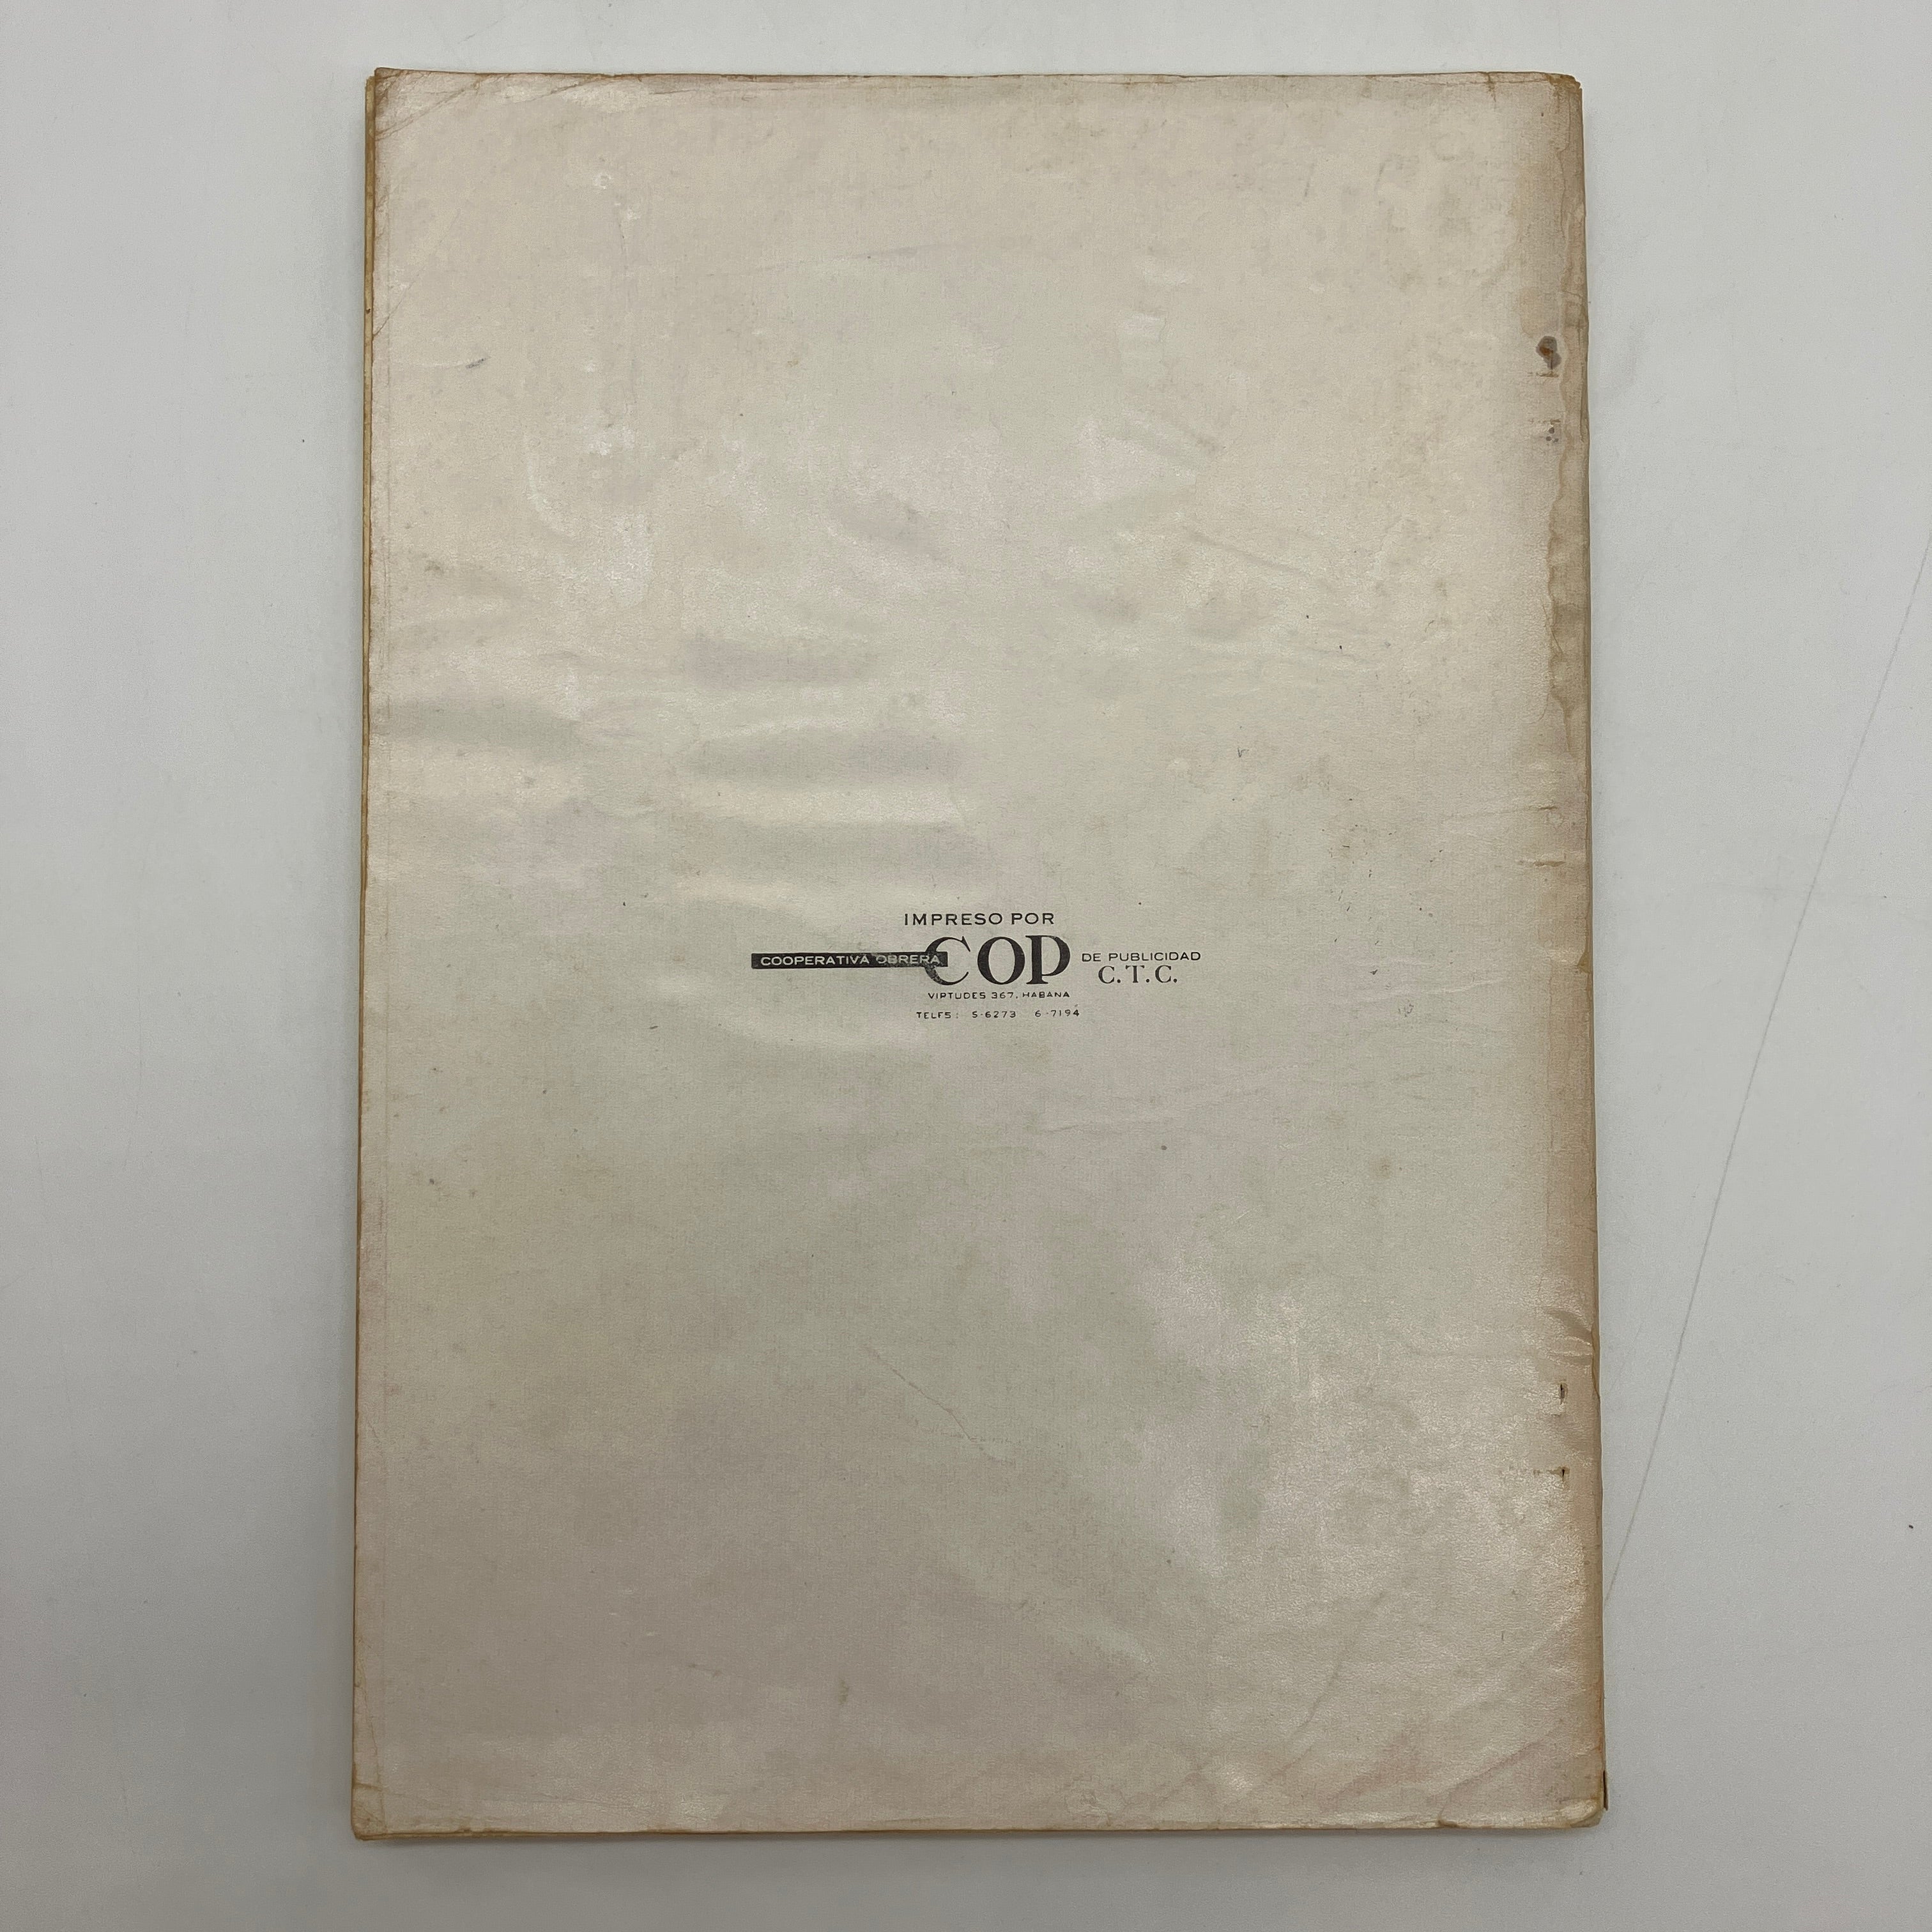 IMPRESO POR
COOPERATIVA OBRERA COP DE PUBLICIDAD
C.T.C.
VIRTUDES 367, HABANA
TELFS: 5-6273 6-7194